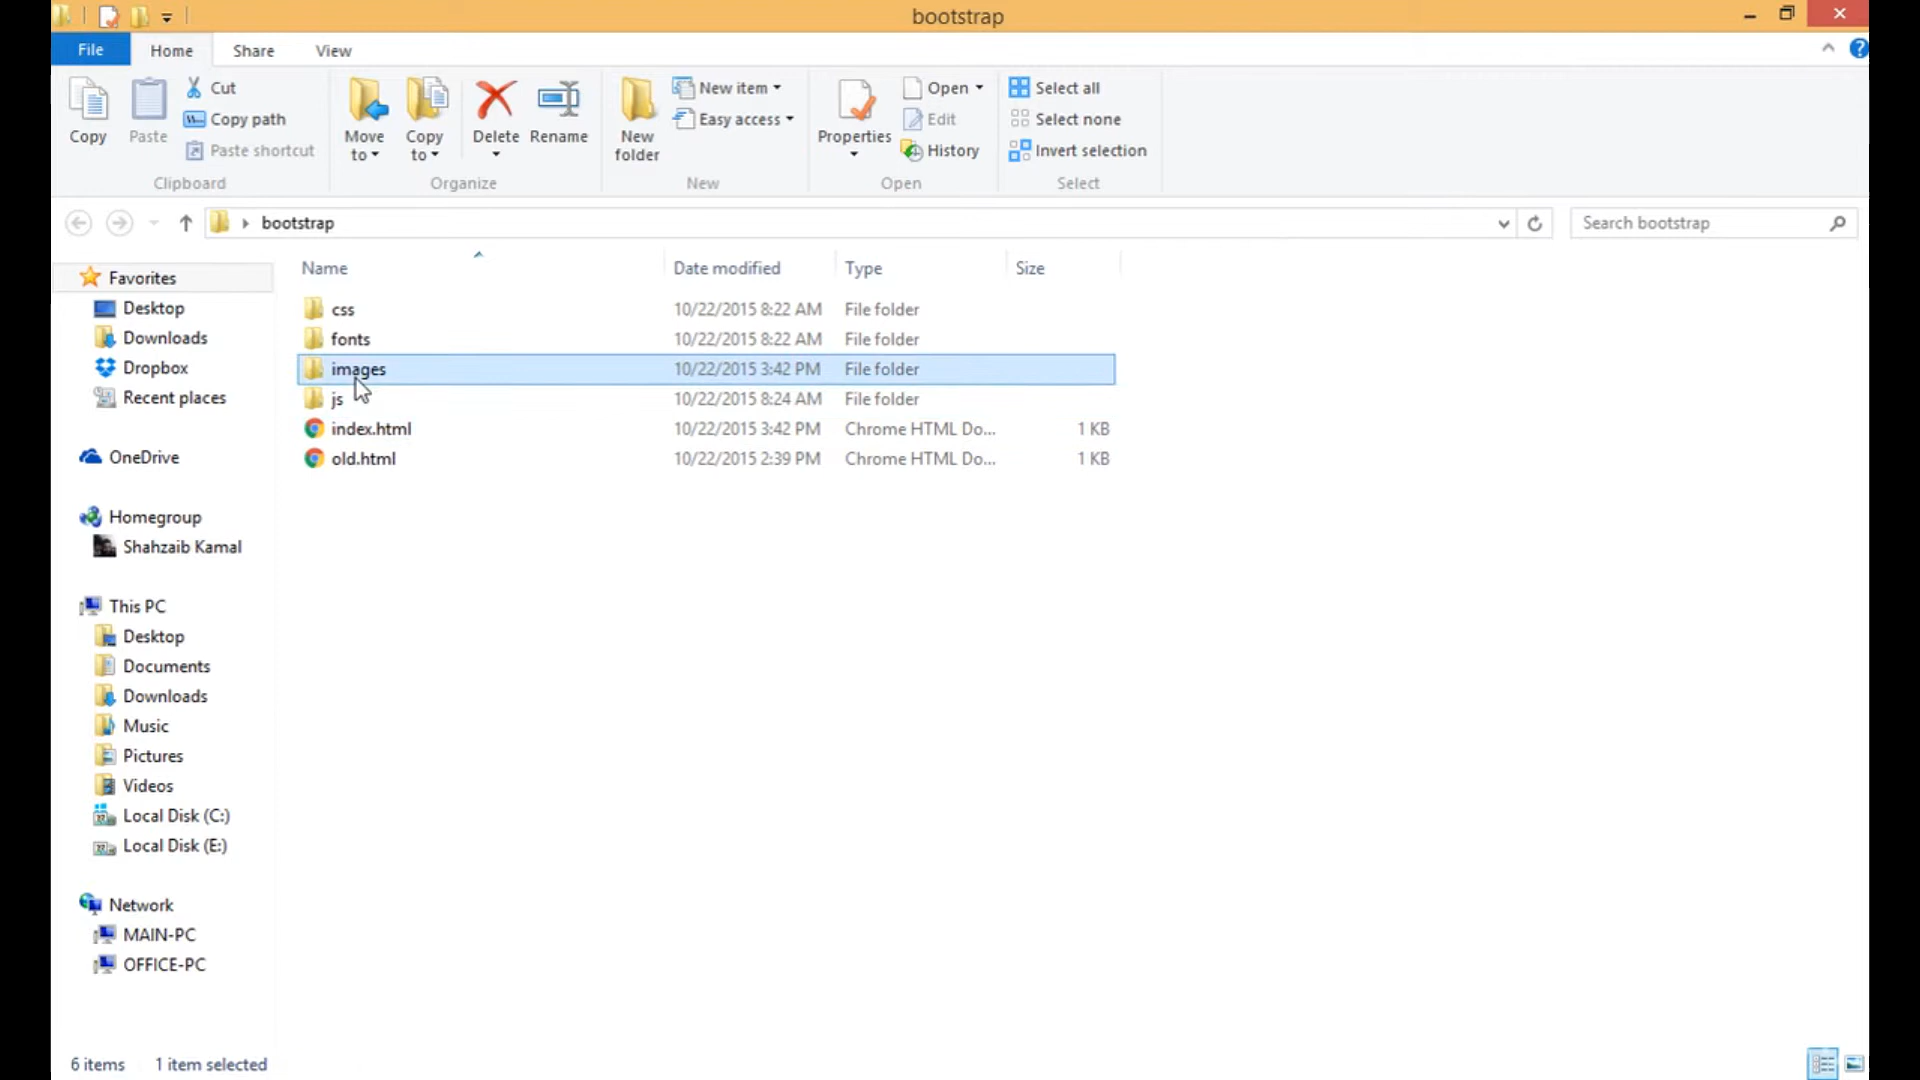 bootstrap
File Home Share View
Copy
Paste
Cut
Copy path
Paste shortcut
Clipboard
Move to
Copy to
Delete
Rename
Organize
New folder
New item
Easy access
New
Properties
Open
Edit
History
Open
Select all
Select none
Invert selection
Select
bootstrap
Search bootstrap
Name Date modified Type Size
css 10/22/2015 8:22 AM File folder
fonts 10/22/2015 8:22 AM File folder
images 10/22/2015 3:42 PM File folder
js 10/22/2015 8:24 AM File folder
index.html 10/22/2015 3:42 PM Chrome HTML Do... 1 KB
old.html 10/22/2015 2:39 PM Chrome HTML Do... 1 KB
Favorites
Desktop
Downloads
Dropbox
Recent places
OneDrive
Homegroup
Shahzaib Kamal
This PC
Desktop
Documents
Downloads
Music
Pictures
Videos
Local Disk (C:)
Local Disk (E:)
Network
MAIN-PC
OFFICE-PC
6 items 1 item selected